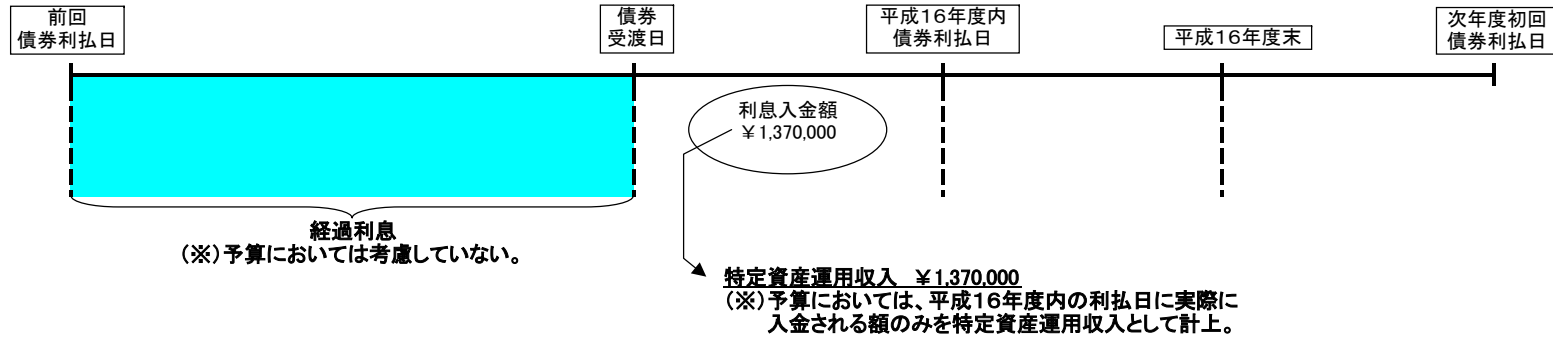 前回
債券利払日
債券
受渡日
平成16年度内
債券利払日
平成16年度末
次年度初回
債券利払日
利息入金額
￥1,370,000
経過利息
(※)予算においては考慮していない。
特定資産運用収入　￥1,370,000
(※)予算においては、平成16年度内の利払日に実際に
入金される額のみを特定資産運用収入として計上。